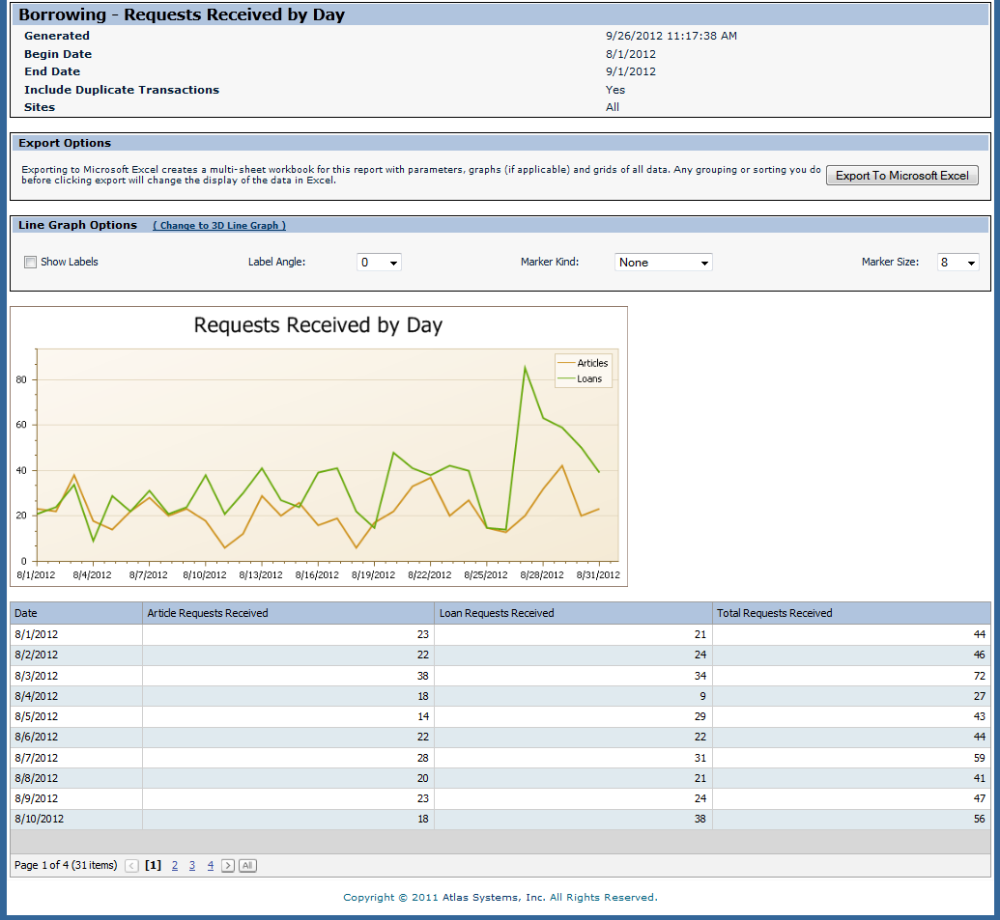 Borrowing - Requests Received by Day
Generated 9/26/2012 11:17:38 AM
Begin Date 8/1/2012
End Date 9/1/2012
Include Duplicate Transactions Yes
Sites All
Export Options
Exporting to Microsoft Excel creates a multi-sheet workbook for this report with parameters, graphs (if applicable) and grids of all data. Any grouping or sorting you do
before clicking export will change the display of the data in Excel.
Export To Microsoft Excel
Line Graph Options ( Change to 3D Line Graph )
Show Labels Label Angle: 0 Marker Kind: None Marker Size: 8
Requests Received by Day
Articles
Loans
80
60
40
20
0
8/1/2012 8/4/2012 8/7/2012 8/10/2012 8/13/2012 8/16/2012 8/19/2012 8/22/2012 8/25/2012 8/28/2012 8/31/2012
Date Article Requests Received Loan Requests Received Total Requests Received
8/1/2012 23 21 44
8/2/2012 22 24 46
8/3/2012 38 34 72
8/4/2012 18 9 27
8/5/2012 14 29 43
8/6/2012 22 22 44
8/7/2012 28 31 59
8/8/2012 20 21 41
8/9/2012 23 24 47
8/10/2012 18 38 56
Page 1 of 4 (31 items) < [1] 2 3 4 > All
Copyright © 2011 Atlas Systems, Inc. All Rights Reserved.